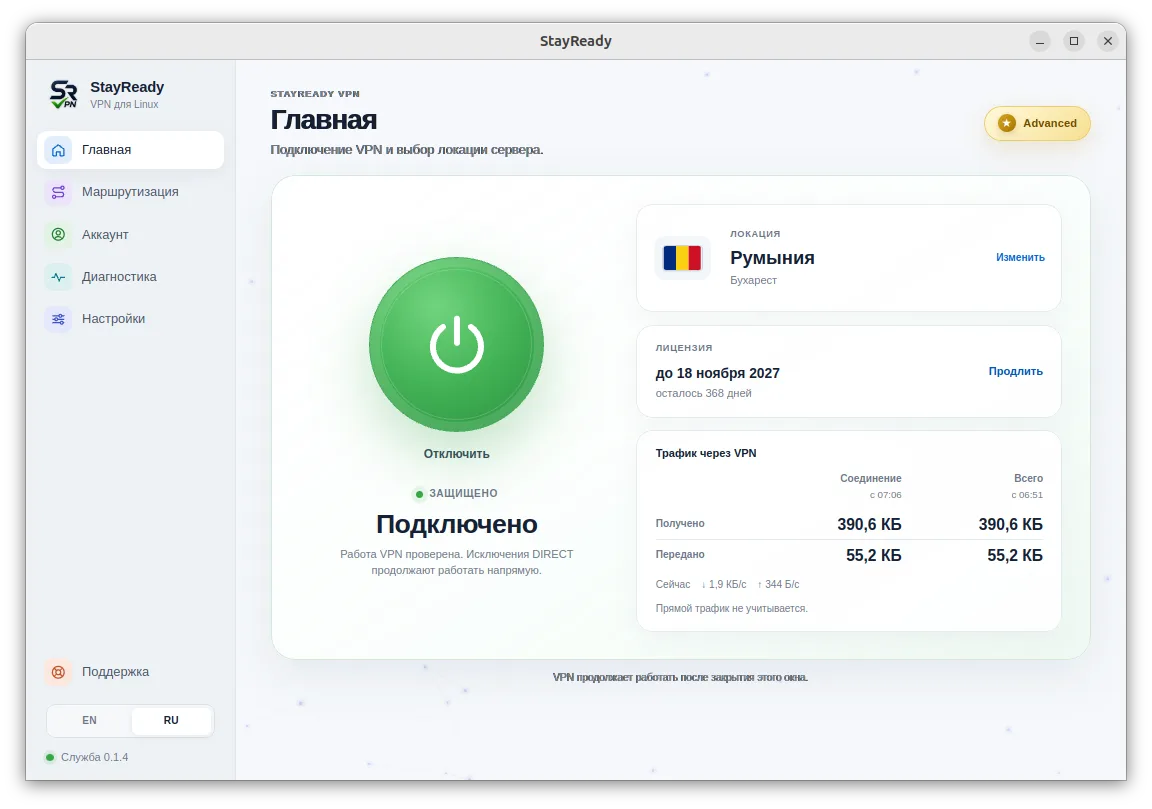 StayReady
SR
VPN
StayReady
VPN для Linux
Главная
Маршрутизация
Аккаунт
Диагностика
Настройки
Поддержка
EN RU
Служба 0.1.4
STAYREADY VPN
Главная
Подключение VPN и выбор локации сервера.
Advanced
Отключить
ЗАЩИЩЕНО
Подключено
Работа VPN проверена. Исключения DIRECT
продолжают работать напрямую.
ЛОКАЦИЯ
Румыния
Бухарест
Изменить
ЛИЦЕНЗИЯ
до 18 ноября 2027
осталось 368 дней
Продлить
Трафик через VPN
Соединение Всего
с 07:06 с 06:51
Получено 390,6 КБ 390,6 КБ
Передано 55,2 КБ 55,2 КБ
Сейчас ↓ 1,9 КБ/с ↑ 344 Б/с
Прямой трафик не учитывается.
VPN продолжает работать после закрытия этого окна.